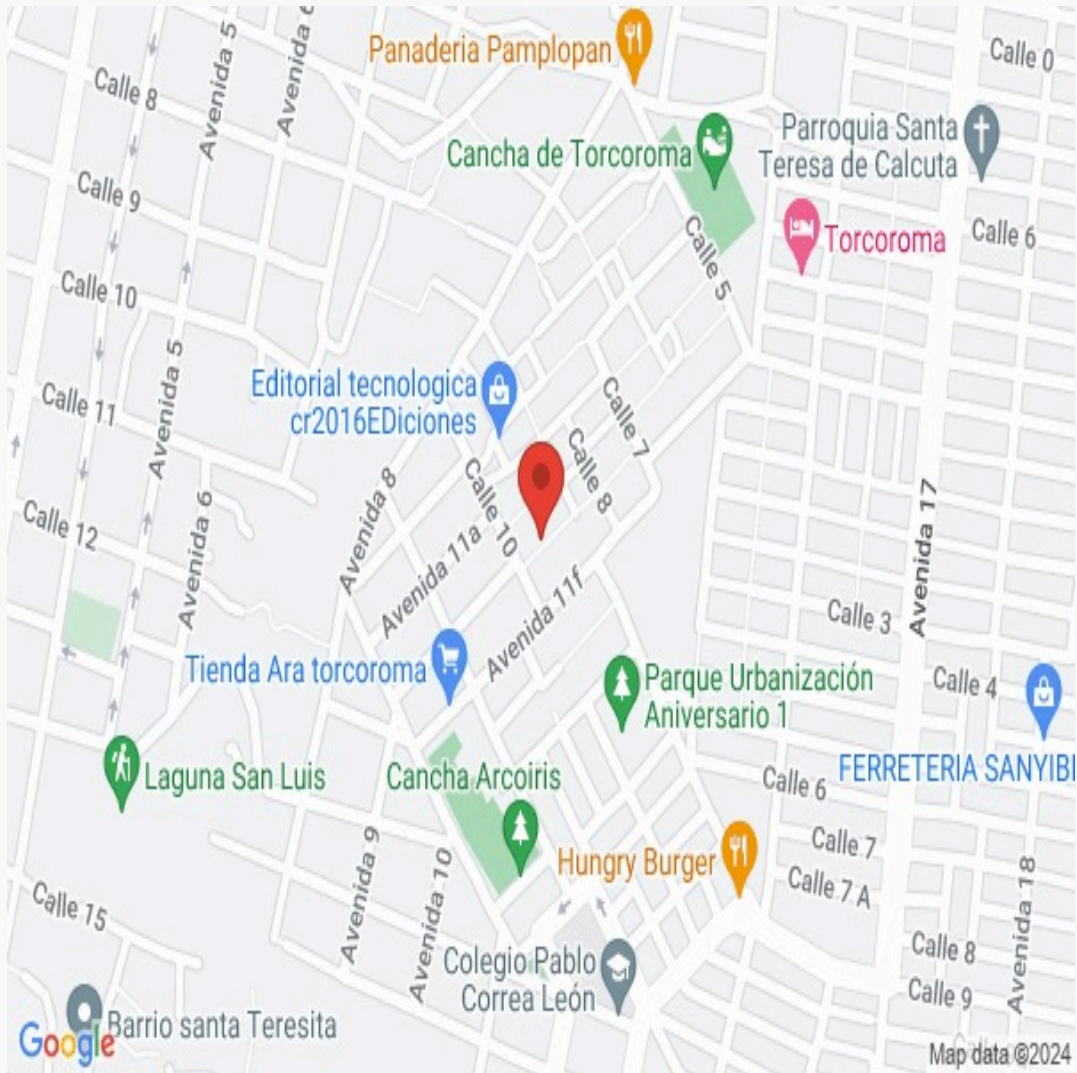 Avenida 5
Avenida 6
Panaderia Pamplopan
Calle 0
Calle 8
Cancha de Torcoroma
Parroquia Santa
Teresa de Calcuta
Calle 9
Calle 5
Torcoroma
Calle 6
Calle 10
Avenida 5
Editorial tecnologica
cr2016EDiciones
Calle 7
Calle 11
Calle 8
Avenida 8
Calle 10
Calle 12
Avenida 6
Avenida 11a
Avenida 17
Avenida 11f
Calle 3
Tienda Ara torcoroma
Parque Urbanización
Aniversario 1
Calle 4
Laguna San Luis
Cancha Arcoiris
Calle 6
FERRETERIA SANYIBI
Calle 7
Hungry Burger
Calle 7 A
Avenida 9
Avenida 10
Avenida 18
Calle 15
Calle 8
Colegio Pablo
Correa León
Calle 9
Barrio santa Teresita
Google
Map data ©2024